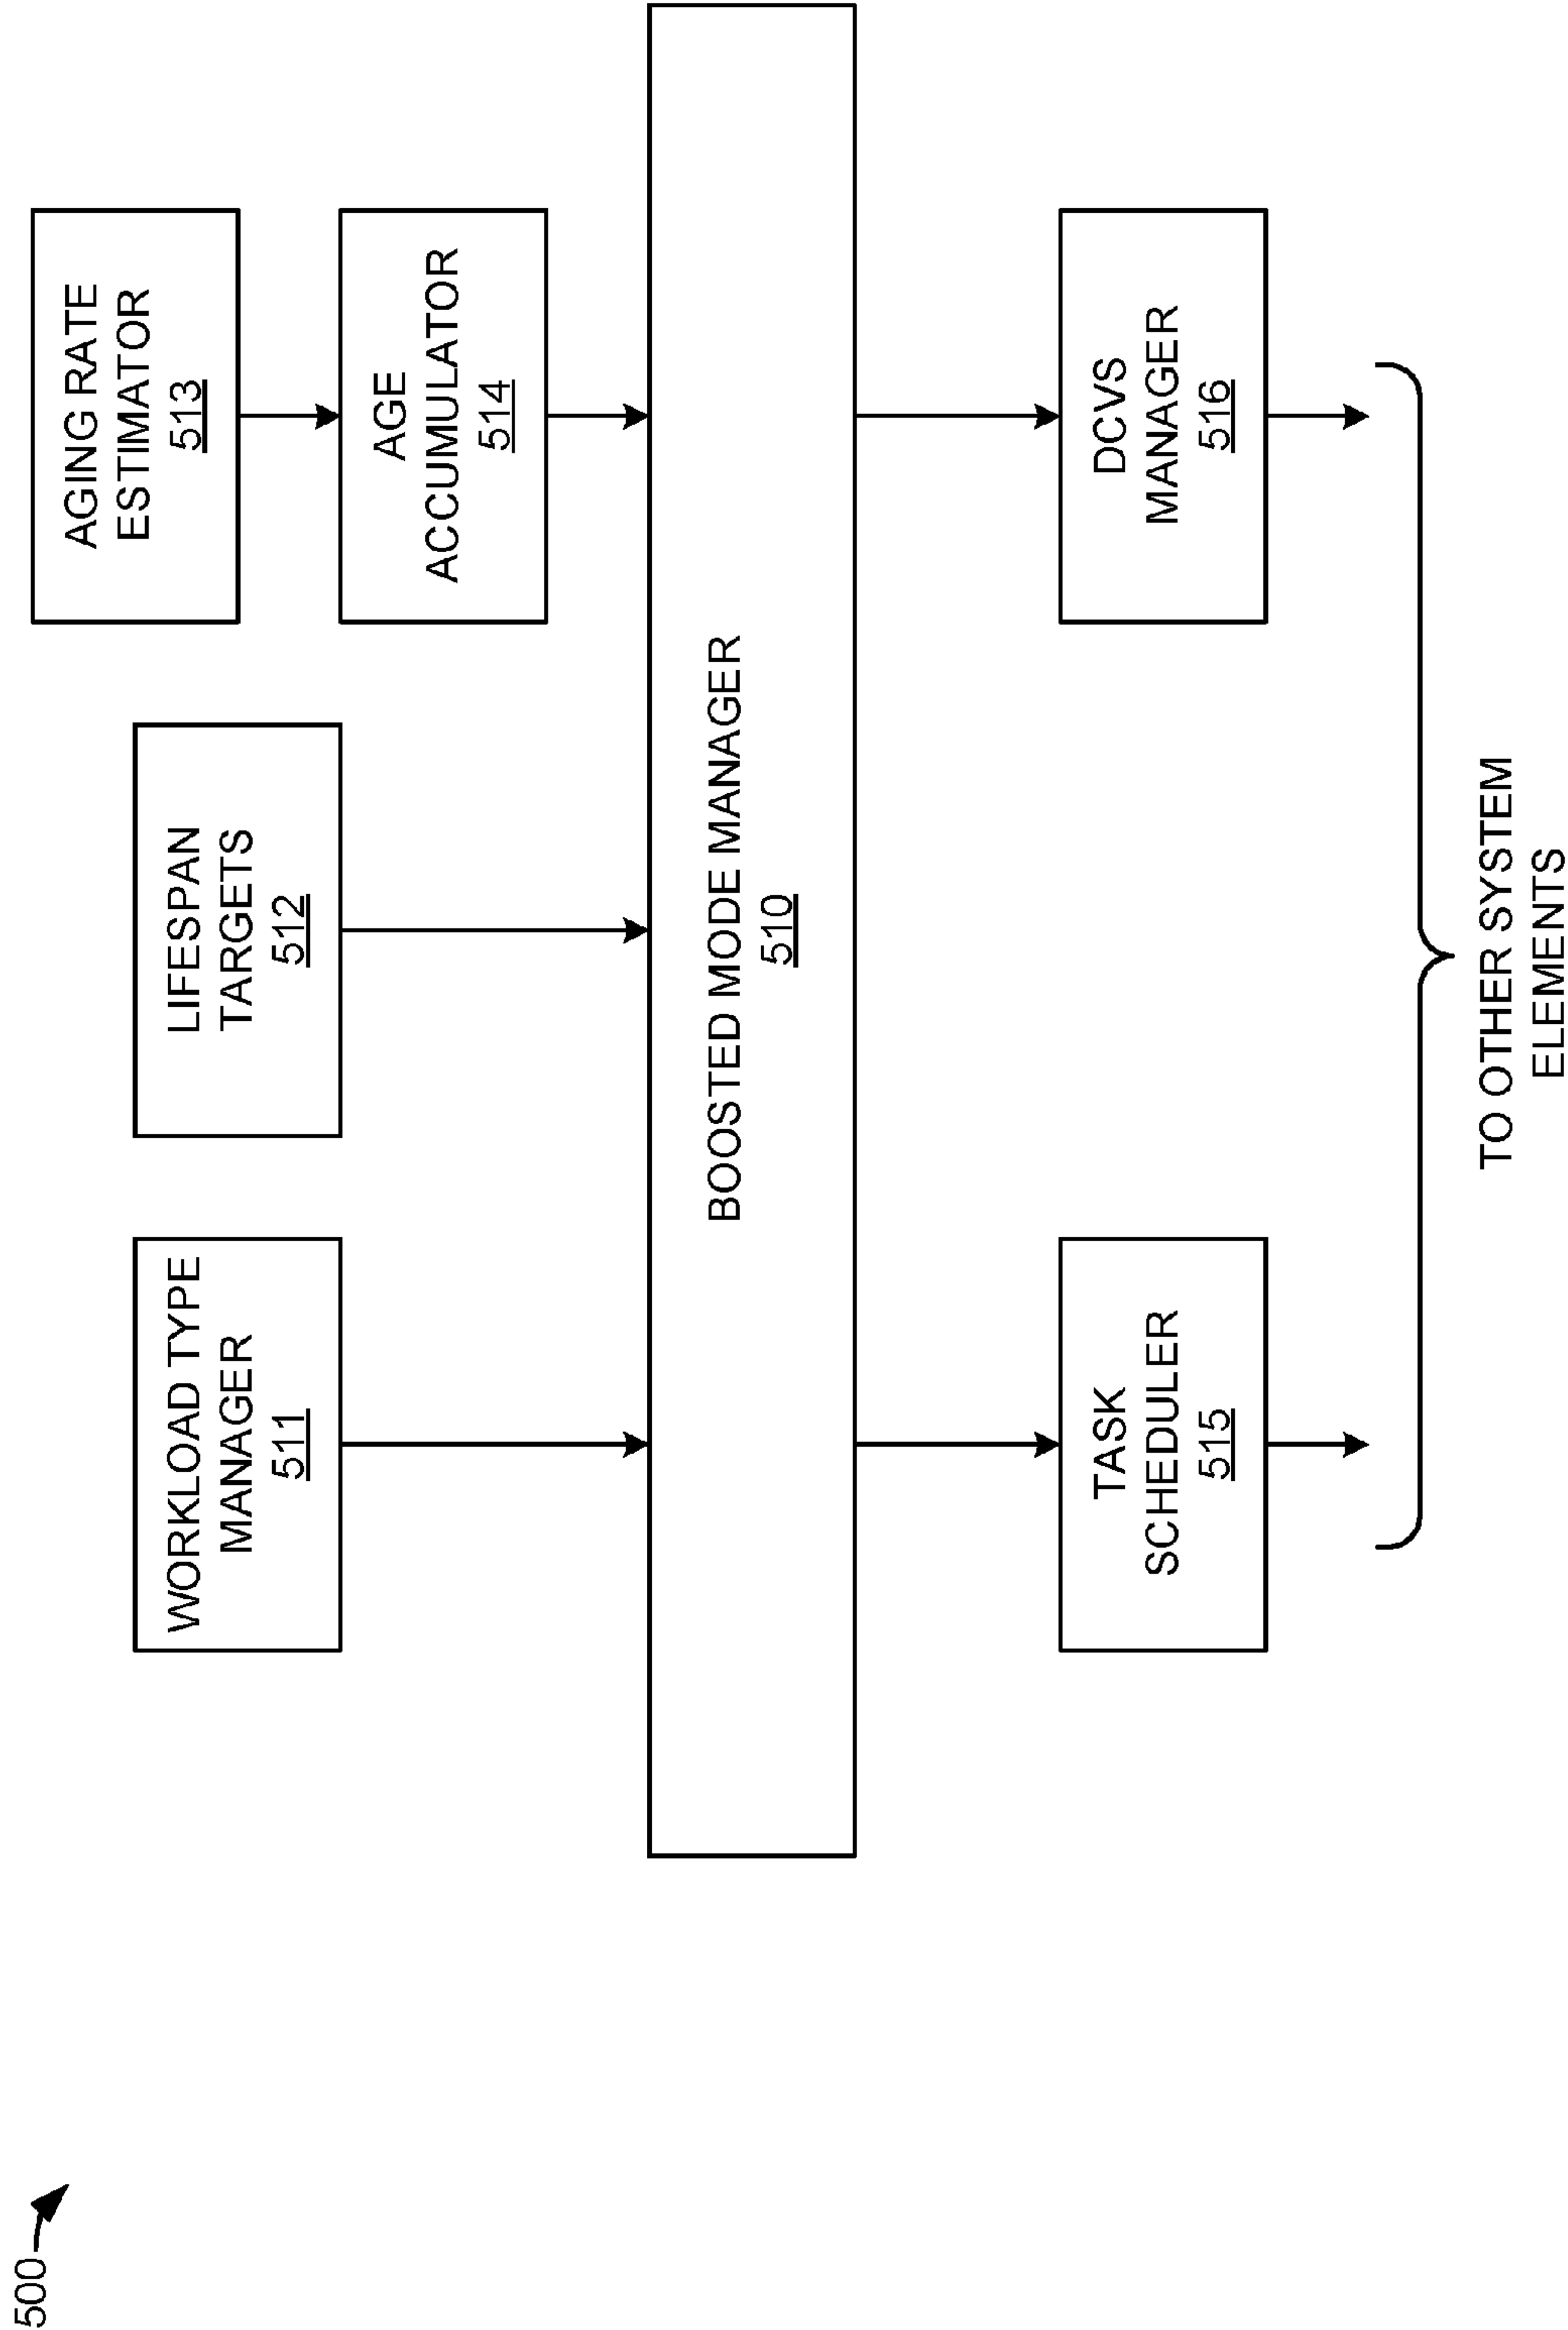 500
WORKLOAD TYPE
MANAGER
511
LIFESPAN
TARGETS
512
AGING RATE
ESTIMATOR
513
AGE
ACCUMULATOR
514
BOOSTED MODE MANAGER
510
TASK
SCHEDULER
515
DCVS
MANAGER
516
TO OTHER SYSTEM
ELEMENTS